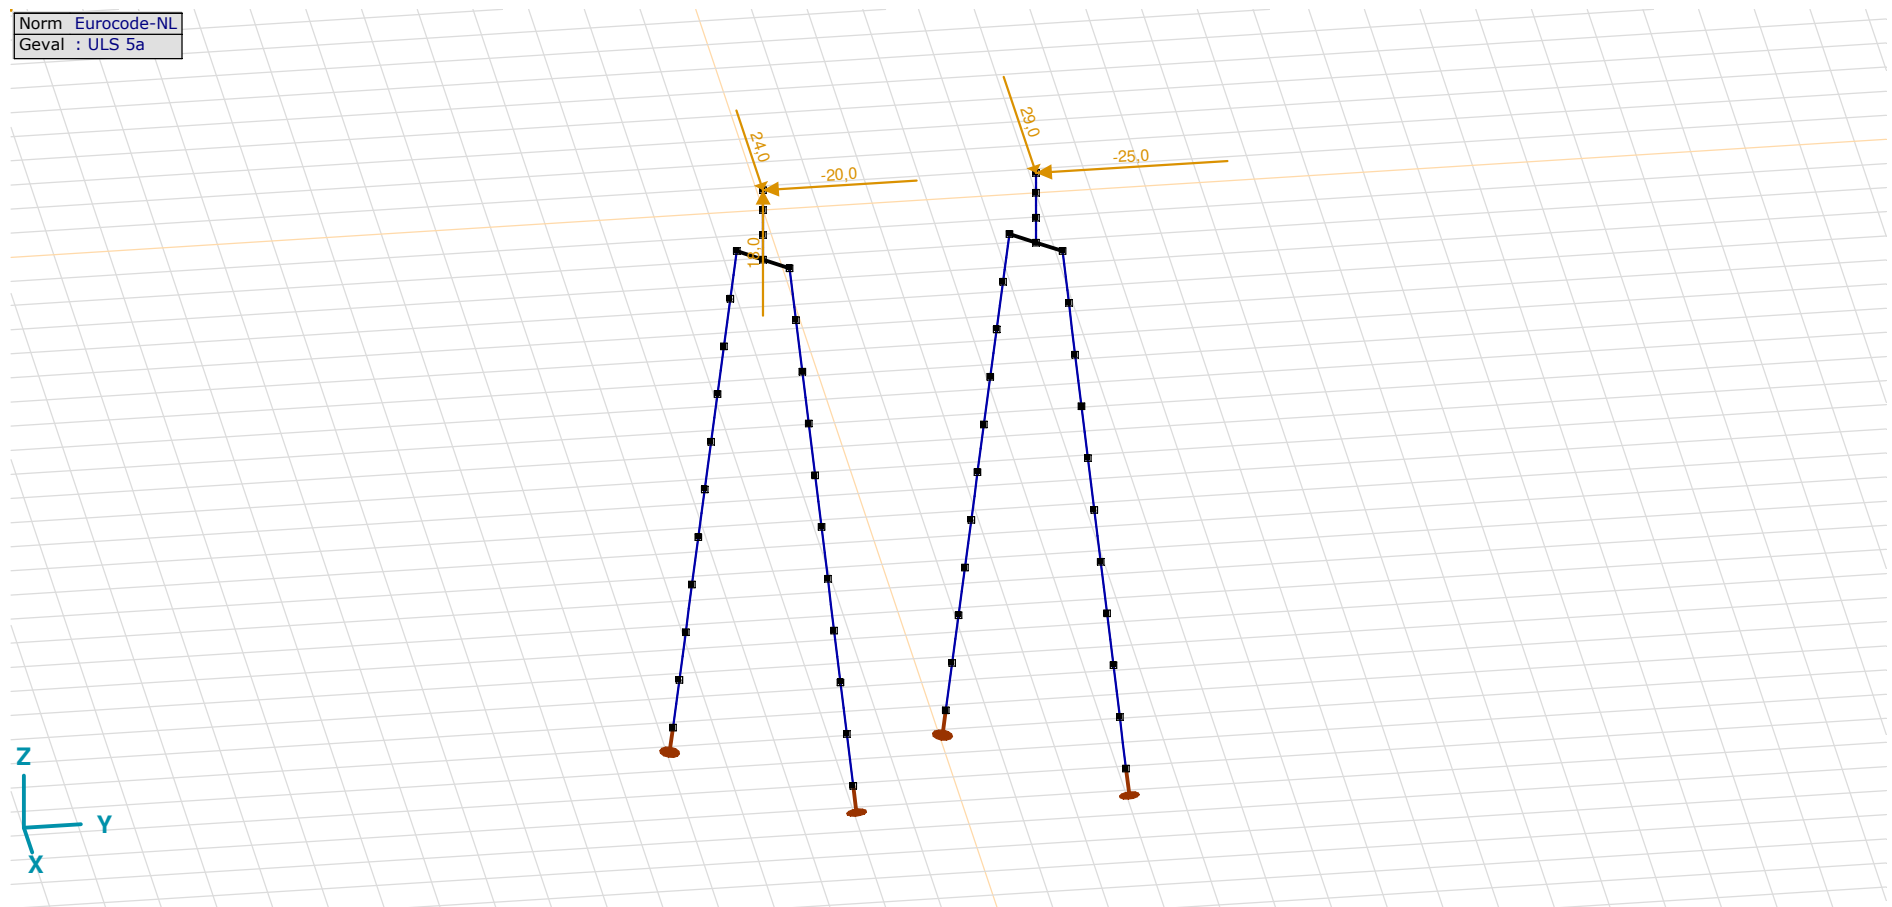 Norm Eurocode-NL
Geval : ULS 5a
29,0
24,0
-25,0
-20,0
Z
Y
X